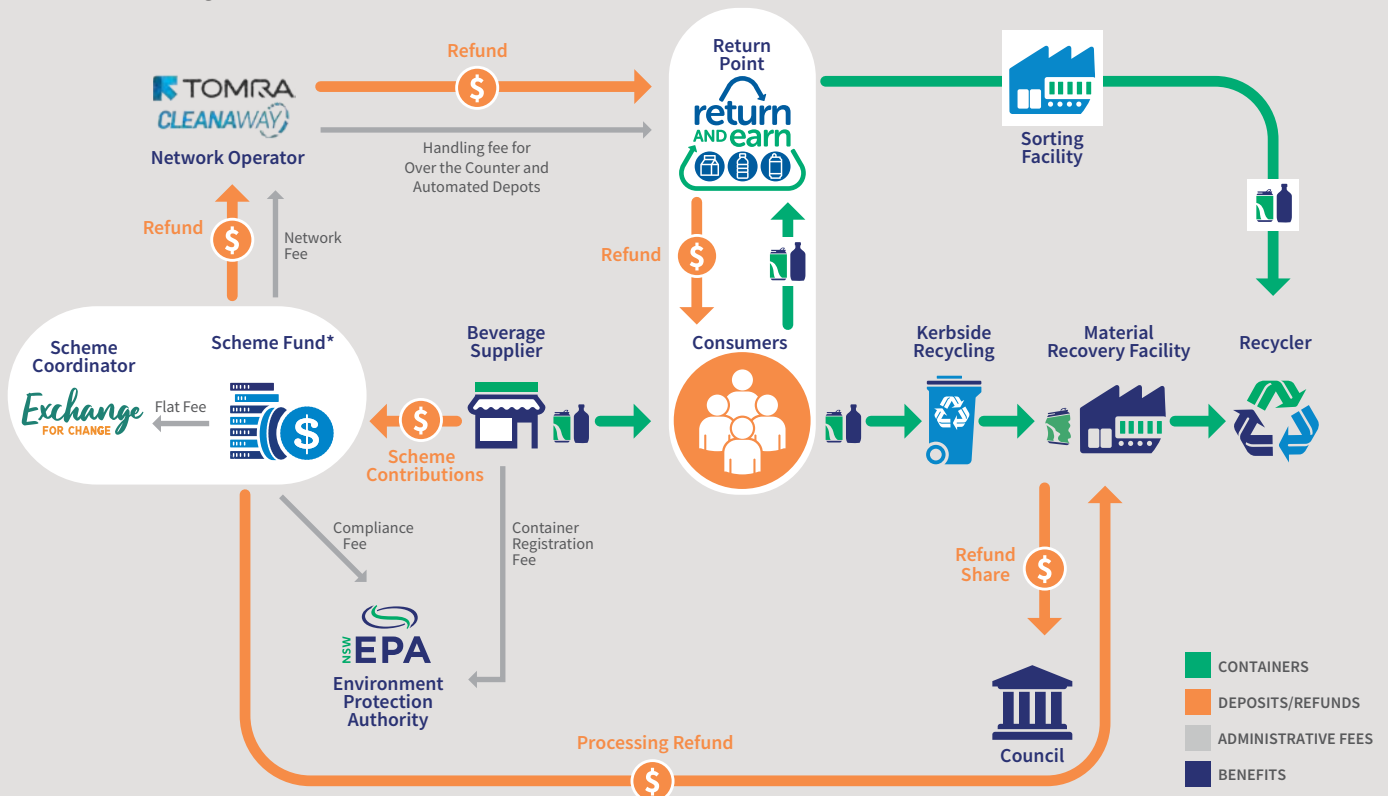 Refund
TOMRA
CLEANAWAY
Network Operator
Handling fee for
Over the Counter and
Automated Depots
Return
Point
return
AND earn
Sorting
Facility
Refund
$
Network
Fee
Refund
$
$
Scheme
Coordinator
Exchange
FOR CHANGE
Flat Fee
Scheme Fund*
$
Beverage
Supplier
$
Scheme
Contributions
Consumers
Kerbside
Recycling
Material
Recovery Facility
Recycler
Compliance
Fee
Container
Registration
Fee
Refund
Share
$
NSW
EPA
Environment
Protection
Authority
Council
Processing Refund
$
CONTAINERS
DEPOSITS/REFUNDS
ADMINISTRATIVE FEES
BENEFITS